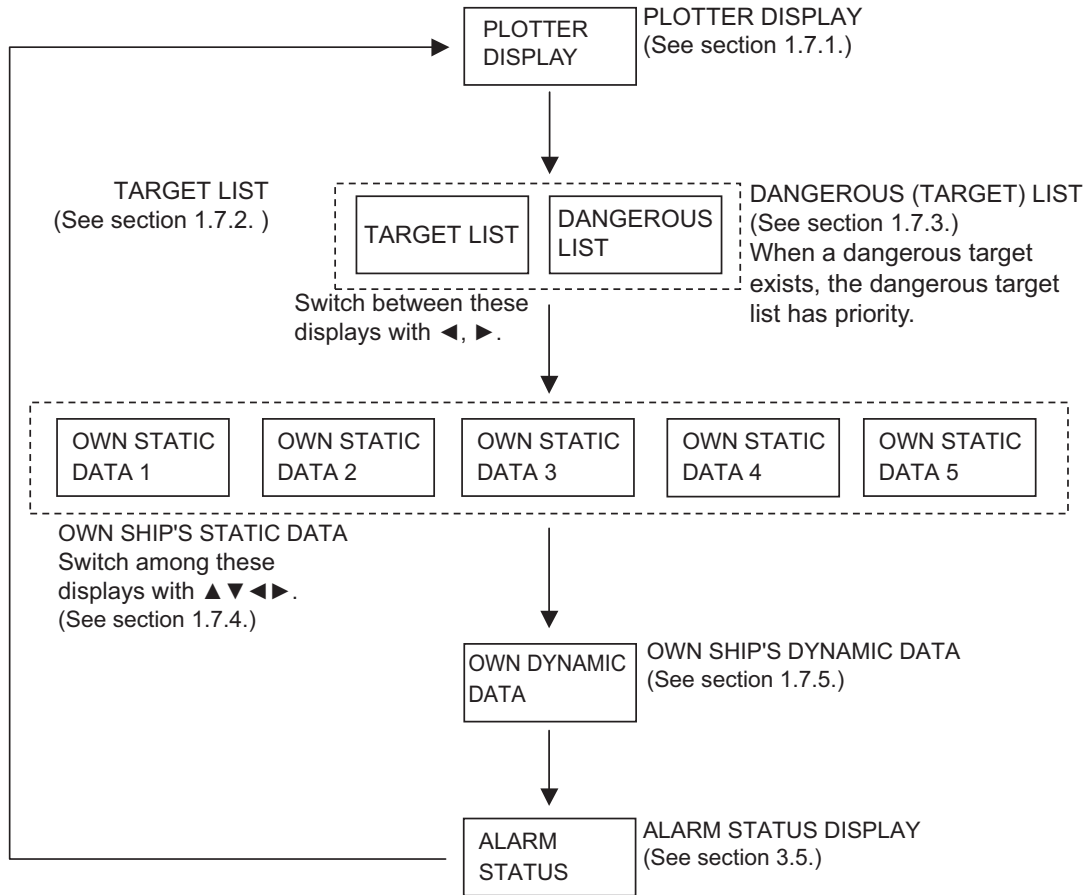 PLOTTER
DISPLAY
PLOTTER DISPLAY
(See section 1.7.1.)
TARGET LIST
(See section 1.7.2. )
TARGET LIST
DANGEROUS
LIST
DANGEROUS (TARGET) LIST
(See section 1.7.3.)
When a dangerous target
exists, the dangerous target
list has priority.
Switch between these
displays with ◄, ►.
OWN STATIC
DATA 1
OWN STATIC
DATA 2
OWN STATIC
DATA 3
OWN STATIC
DATA 4
OWN STATIC
DATA 5
OWN SHIP'S STATIC DATA
Switch among these
displays with ▲▼◄►.
(See section 1.7.4.)
OWN DYNAMIC
DATA
OWN SHIP'S DYNAMIC DATA
(See section 1.7.5.)
ALARM
STATUS
ALARM STATUS DISPLAY
(See section 3.5.)